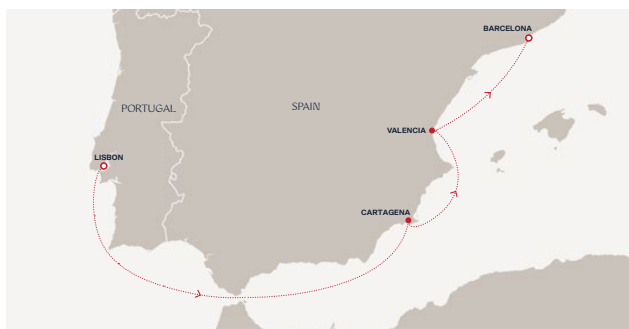 BARCELONA
PORTUGAL
SPAIN
VALENCIA
LISBON
CARTAGENA